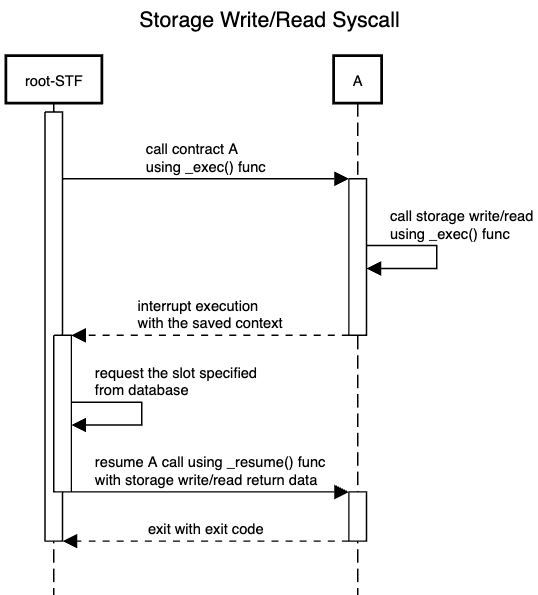 Storage Write/Read Syscall
root-STF
A
call contract A
using _exec() func
call storage write/read
using _exec() func
interrupt execution
with the saved context
request the slot specified
from database
resume A call using _resume() func
with storage write/read return data
exit with exit code